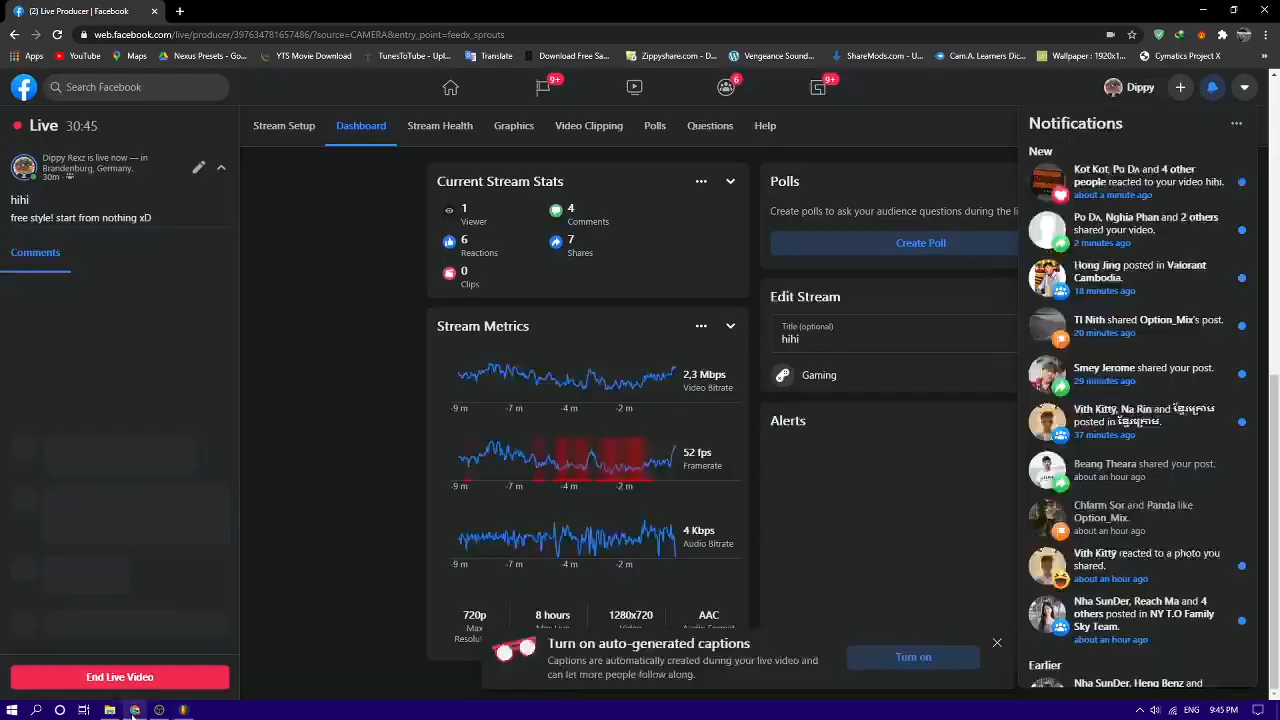 (2) Live Producer | Facebook
web.facebook.com/live/producer/397634781657486/?source=CAMERA&entry_point=feedx_sprouts
Apps
YouTube
Maps
Nexus Presets - Go...
YTS Movie Download
TunesToTube - Upl...
Translate
Download Free Sa...
Zippyshare.com - ...
Vengeance Sound...
ShareMods.com - U...
Cam.A. Learners Dic...
Wallpaper : 1920x1...
Cymatics Project X
Search Facebook
9+
6
9+
Dippy
Live 30:45
Dippy Rexz is live now — in
Brandenburg, Germany.
30m
hihi
free style! start from nothing xD
Comments
End Live Video
Stream Setup
Dashboard
Stream Health
Graphics
Video Clipping
Polls
Questions
Help
Current Stream Stats
1
Viewer
4
Comments
6
Reactions
7
Shares
0
Clips
Stream Metrics
2,3 Mbps
Video Bitrate
-9 m -7 m -4 m -2 m
52 fps
Framerate
-9 m -7 m -4 m -2 m
4 Kbps
Audio Bitrate
-9 m -7 m -4 m -2 m
720p
Max
8 hours
1280x720
AAC
Polls
Create polls to ask your audience questions during the li
Create Poll
Edit Stream
Title (optional)
hihi
Gaming
Alerts
Turn on auto-generated captions
Captions are automatically created during your live video and
can let more people follow along.
Turn on
Notifications
New
Kot Kot, Po DA and 4 other
people reacted to your video hihi.
about a minute ago
Po DA, Nghia Phan and 2 others
shared your video.
2 minutes ago
Hong Jing posted in Valorant
Cambodia.
18 minutes ago
TI Nith shared Option_Mix's post.
20 minutes ago
Smey Jerome shared your post.
29 minutes ago
Vith Kitty, Na Rin and
posted in
37 minutes ago
Beang Theara shared your post.
about an hour ago
Chlarm Sor and Panda like
Option_Mix.
about an hour ago
Vith Kitty reacted to a photo you
shared.
about an hour ago
Nha SunDer, Reach Ma and 4
others posted in NY T.O Family
Sky Team.
about an hour ago
Earlier
Nha SunDer, Heng Benz and
ENG
9:45 PM